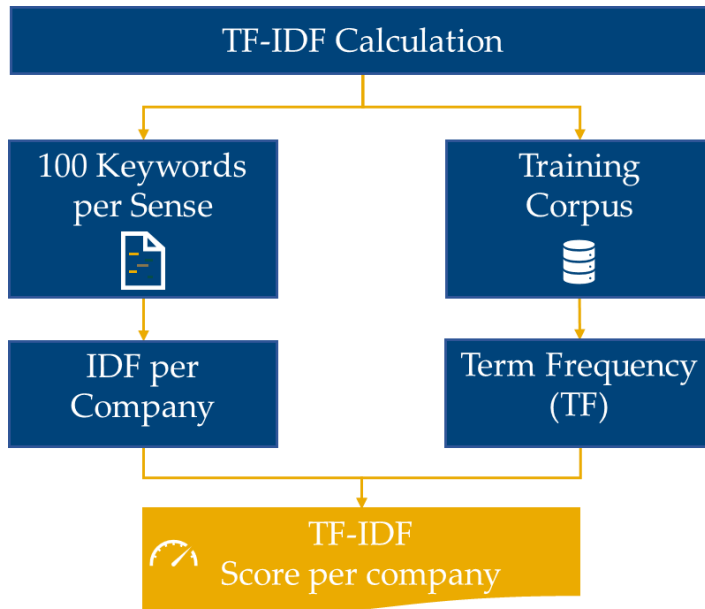 TF-IDF Calculation
100 Keywords
per Sense
Training
Corpus
IDF per
Company
Term Frequency
(TF)
TF-IDF
Score per company